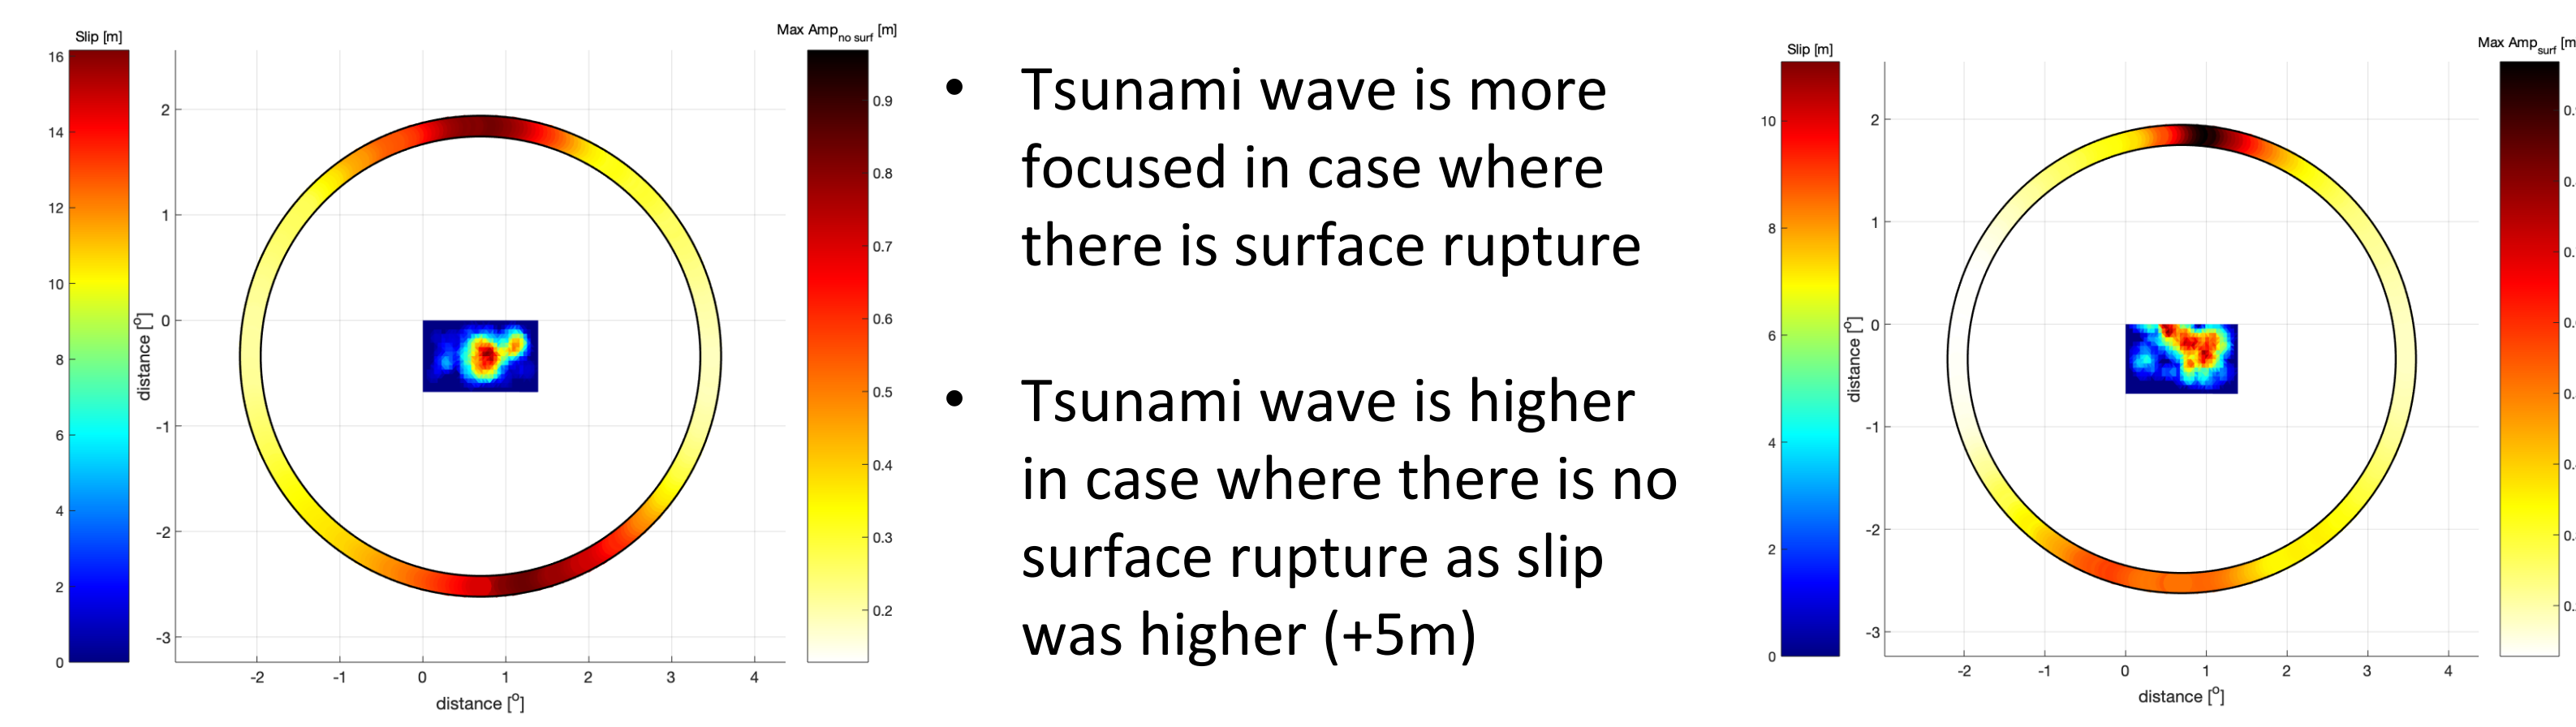 Slip [m]
16
14
12
10
8
6
4
2
0
distance [o]
2
1
0
-1
-2
-3
-2 -1 0 1 2 3 4
distance [o]
Max Amp no surf [m]
0.9
0.8
0.7
0.6
0.5
0.4
0.3
0.2
• Tsunami wave is more
focused in case where
there is surface rupture
• Tsunami wave is higher
in case where there is no
surface rupture as slip
was higher (+5m)
Slip [m]
10
8
6
4
2
0
distance [o]
2
1
0
-1
-2
-3
-2 -1 0 1 2 3 4
distance [o]
Max Amp surf [m